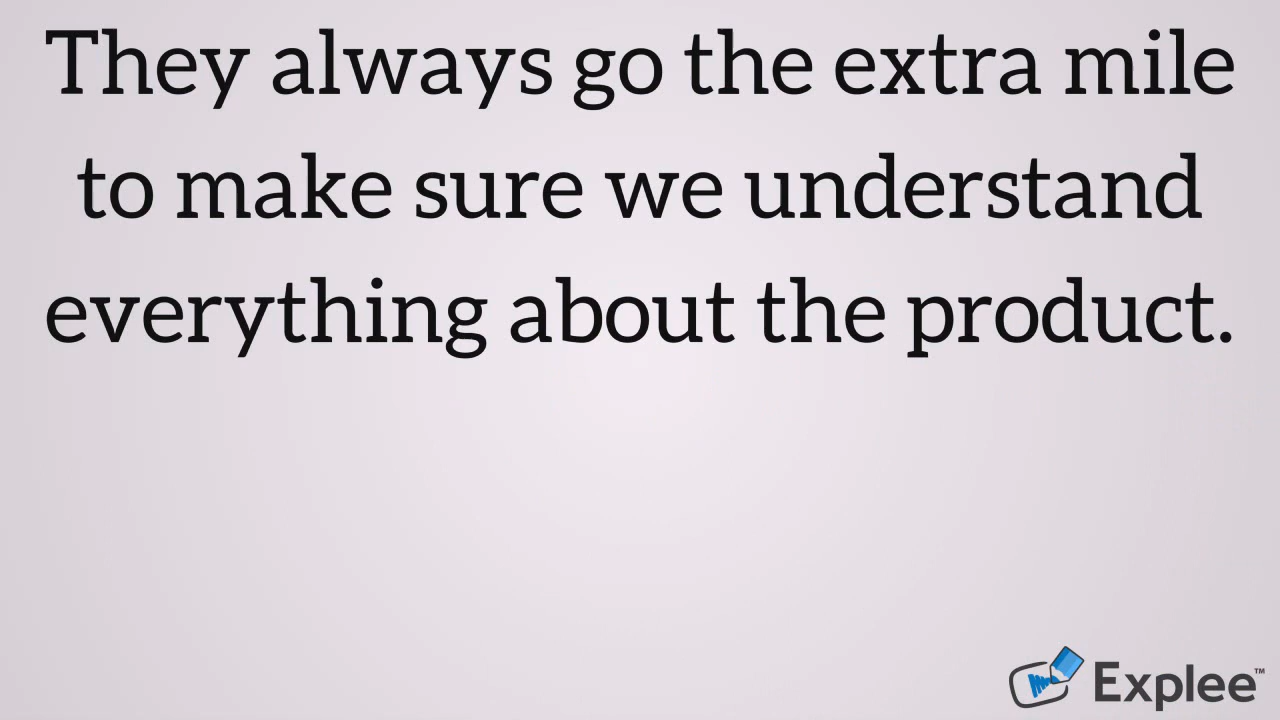 They always go the extra mile
to make sure we understand
everything about the product.
Explee™